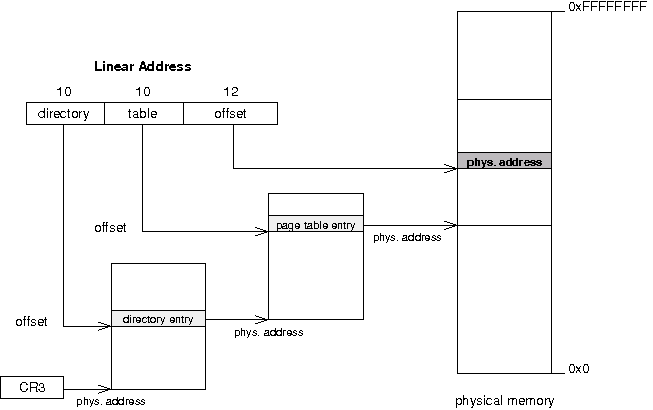 0xFFFFFFFF
Linear Address
10 10 12
directory table offset
phys. address
offset
page table entry
phys. address
offset
directory entry
phys. address
0x0
CR3
phys. address
physical memory